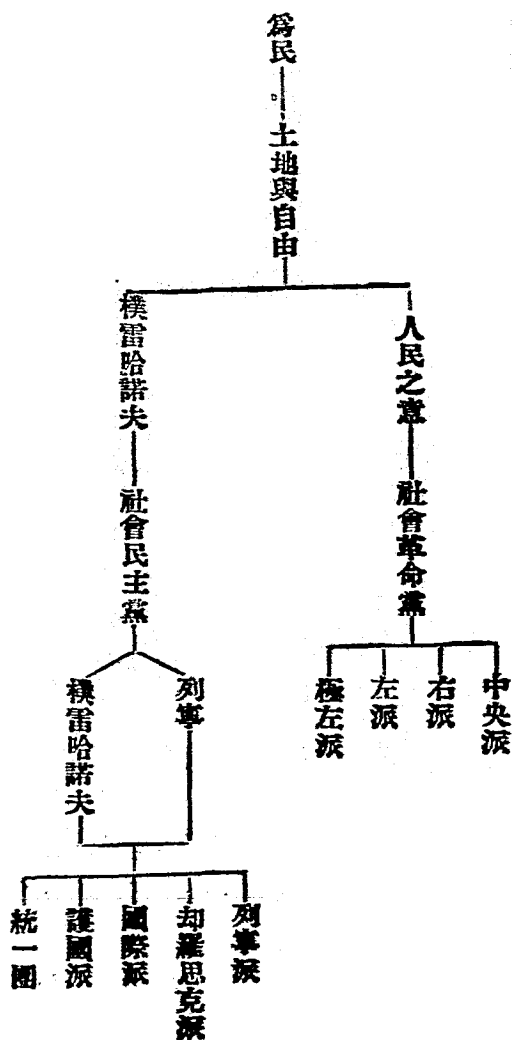 爲民
土地與自由
人民之意
社會革命黨
中央派
右派
左派
極左派
樸雷哈諾夫
社會民主黨
列寧
樸雷哈諾夫
列寧派
却羅思克派
國際派
護國派
統一團